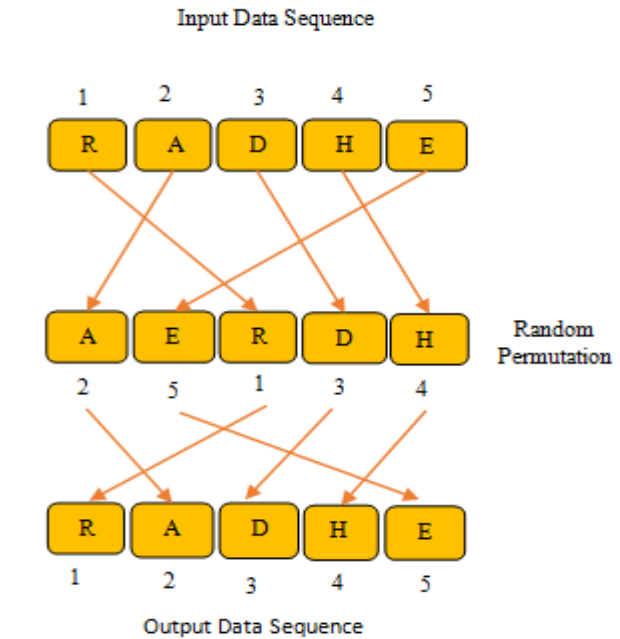 Input Data Sequence
1 2 3 4 5
R A D H E
A E R D H
Random
Permutation
2 5 1 3 4
R A D H E
1 2 3 4 5
Output Data Sequence